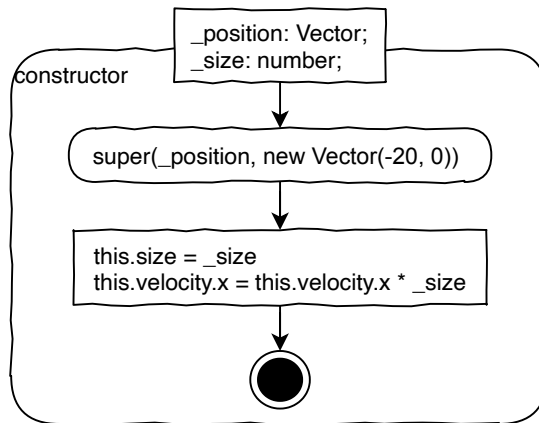 _position: Vector;
_size: number;
constructor
super(_position, new Vector(-20, 0))
this.size = _size
this.velocity.x = this.velocity.x * _size